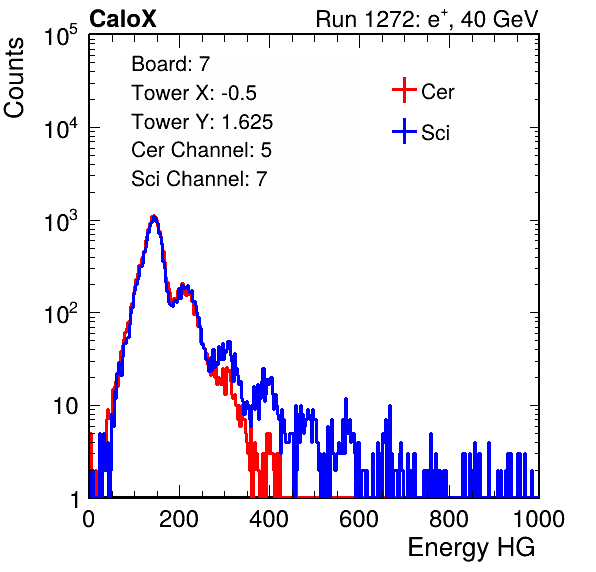 CaloX Run 1272: e⁺, 40 GeV
Counts
10⁵
10⁴
10³
10²
10
1
Board: 7
Tower X: -0.5
Tower Y: 1.625
Cer Channel: 5
Sci Channel: 7
Cer
Sci
0 200 400 600 800 1000
Energy HG